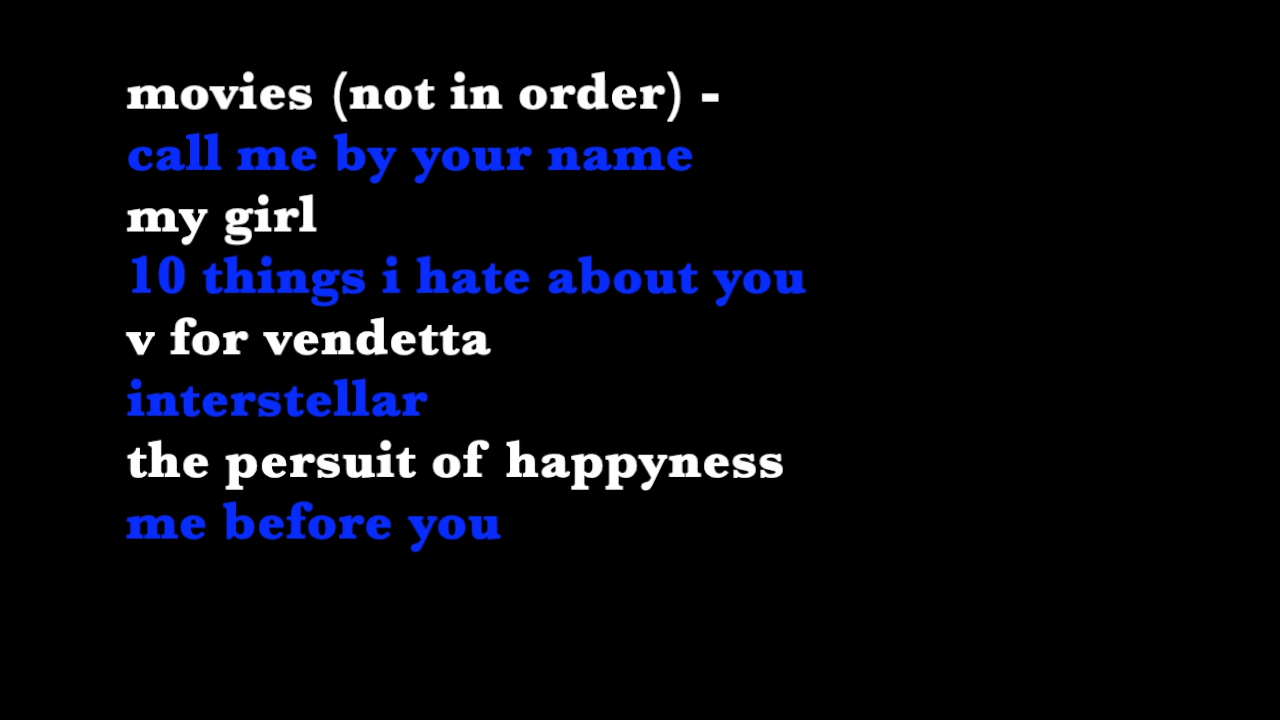 movies (not in order) -
call me by your name
my girl
10 things i hate about you
v for vendetta
interstellar
the persuit of happyness
me before you